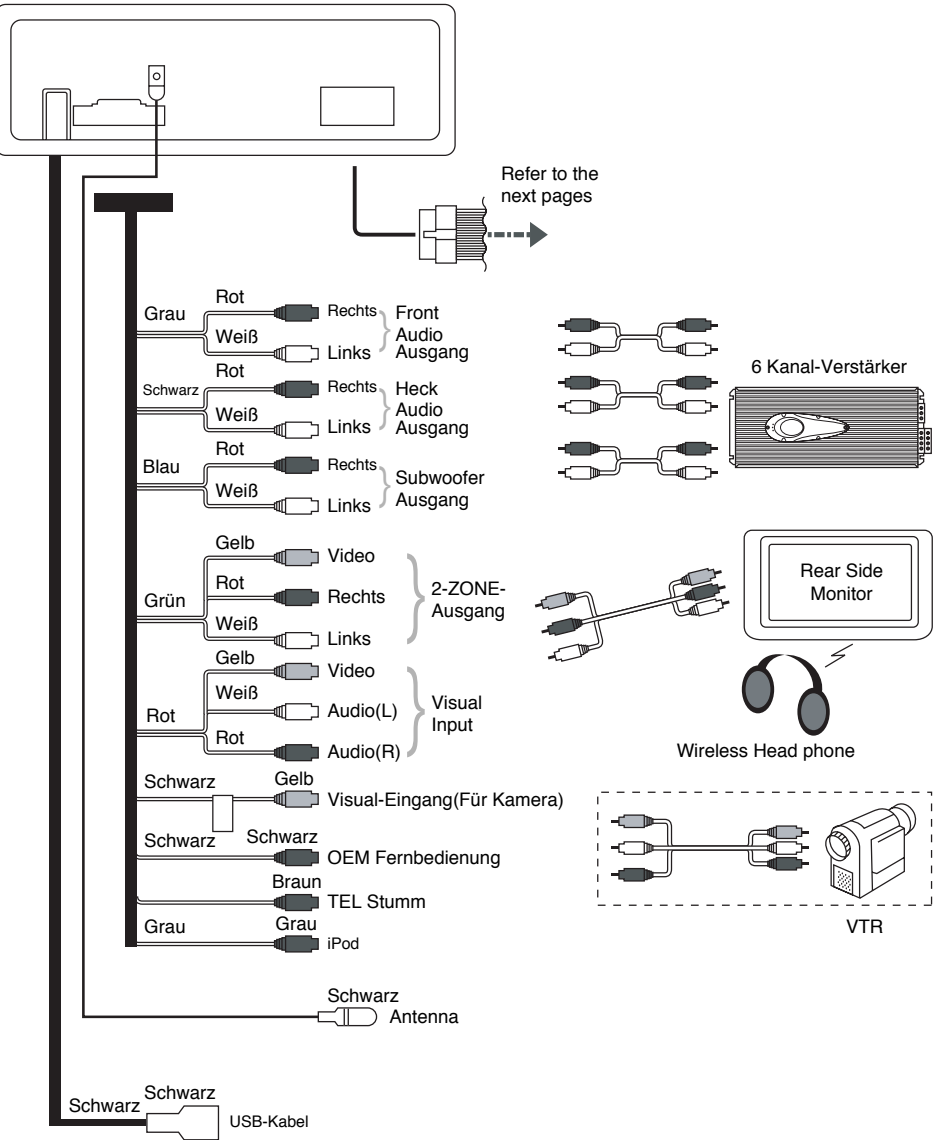 Refer to the
next pages
Rot
Grau
Rechts
Front
Weiß
Audio
Links
Ausgang
Rot
Schwarz
Rechts
Heck
Weiß
Audio
Links
Ausgang
6 Kanal-Verstärker
Rot
Blau
Rechts
Subwoofer
Weiß
Links
Ausgang
Gelb
Video
Rot
Grün
Rechts
2-ZONE-
Ausgang
Weiß
Links
Rear Side
Monitor
Gelb
Video
Weiß
Audio(L)
Visual
Input
Rot
Rot
Audio(R)
Wireless Head phone
Schwarz
Gelb
Visual-Eingang(Für Kamera)
Schwarz
Schwarz
OEM Fernbedienung
Braun
TEL Stumm
Grau
Grau
iPod
VTR
Schwarz
Antenna
Schwarz
Schwarz
USB-Kabel